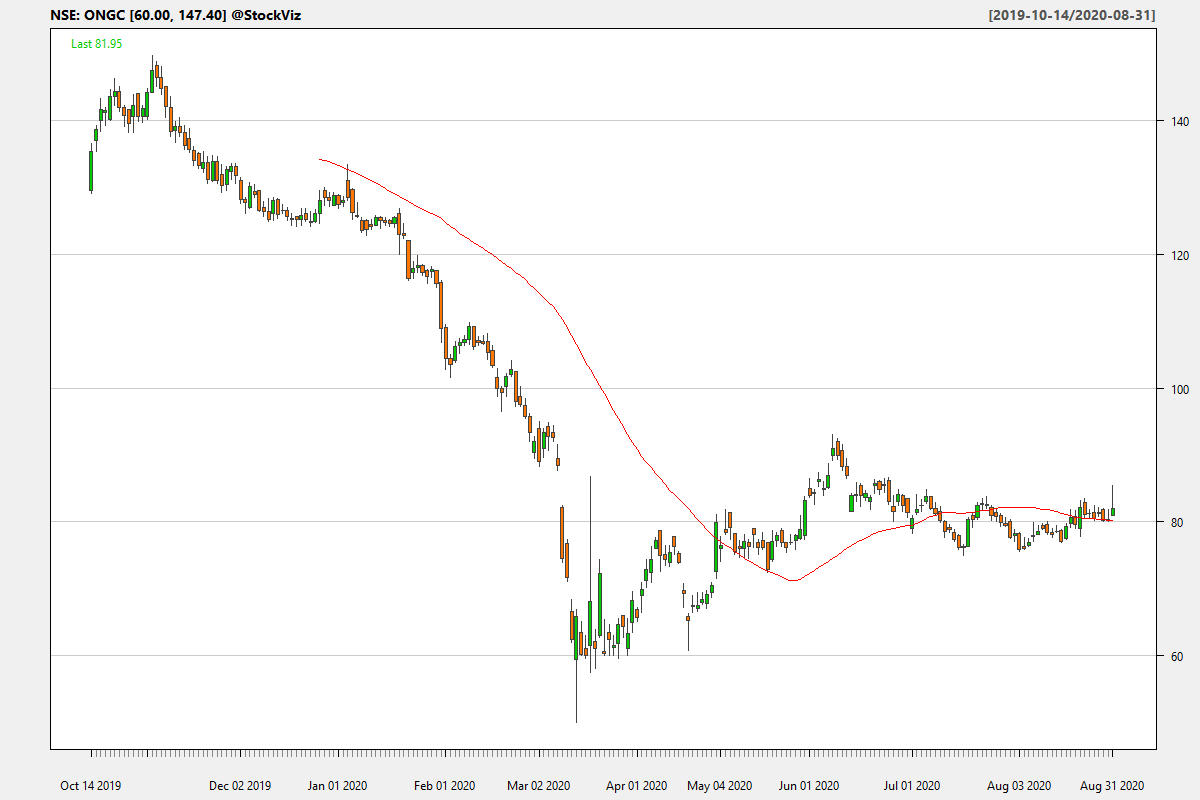 NSE: ONGC [60.00, 147.40] @StockViz [2019-10-14/2020-08-31]
Last 81.95
140
120
100
80
60
Oct 14 2019 Dec 02 2019 Jan 01 2020 Feb 01 2020 Mar 02 2020 Apr 01 2020 May 04 2020 Jun 01 2020 Jul 01 2020 Aug 03 2020 Aug 31 2020